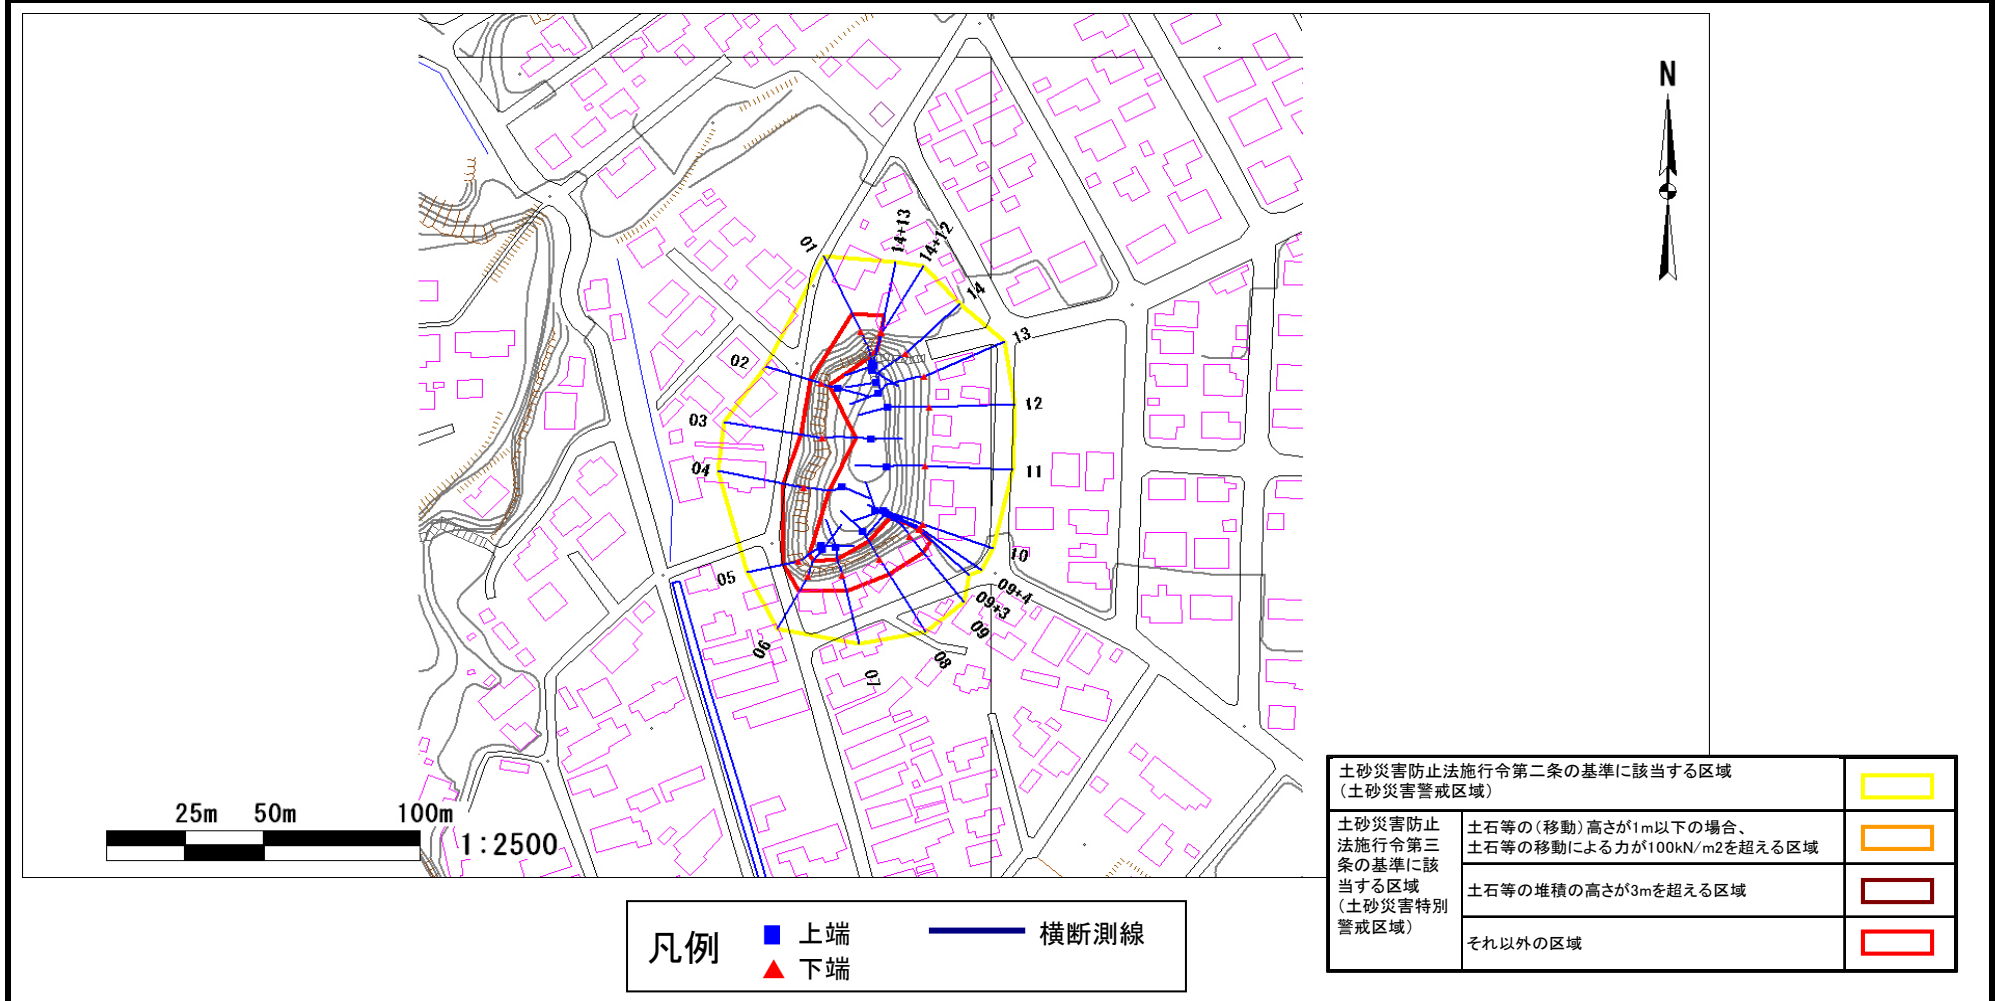 N
01
14+13
14+12
14
13
02
12
03
04
11
10
05
09+4
09+3
09
06
08
07
25m 50m 100m
1:2500
凡例
上端
横断測線
下端
土砂災害防止法施行令第二条の基準に該当する区域
(土砂災害警戒区域)
土砂災害防止
法施行令第三
条の基準に該
当する区域
(土砂災害特別
警戒区域)
土石等の(移動)高さが1m以下の場合、
土石等の移動による力が100kN/m2を超える区域
土石等の堆積の高さが3mを超える区域
それ以外の区域